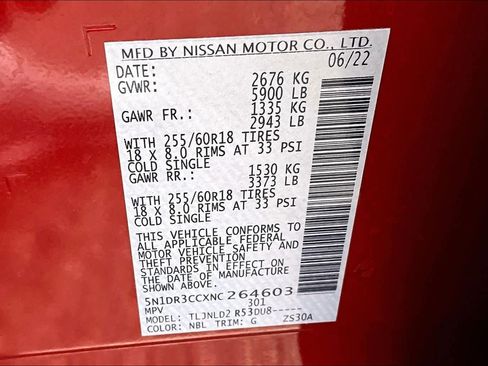 MFD BY NISSAN MOTOR CO., LTD.
DATE: 06/22
GVWR: 2676 KG
5900 LB
GAWR FR.: 1335 KG
2943 LB
WITH 255/60R18 TIRES
18 X 8.0 RIMS AT 33 PSI
COLD SINGLE
GAWR RR.: 1530 KG
3373 LB
WITH 255/60R18 TIRES
18 X 8.0 RIMS AT 33 PSI
COLD SINGLE
THIS VEHICLE CONFORMS TO
ALL APPLICABLE FEDERAL
MOTOR VEHICLE SAFETY AND
THEFT PREVENTION
STANDARDS IN EFFECT ON
THE DATE OF MANUFACTURE
SHOWN ABOVE.
5N1DR3CCXNC264603
MPV 301
MODEL: TLJNLD2 R53DU8-----
COLOR: NBL TRIM: G ZS30A